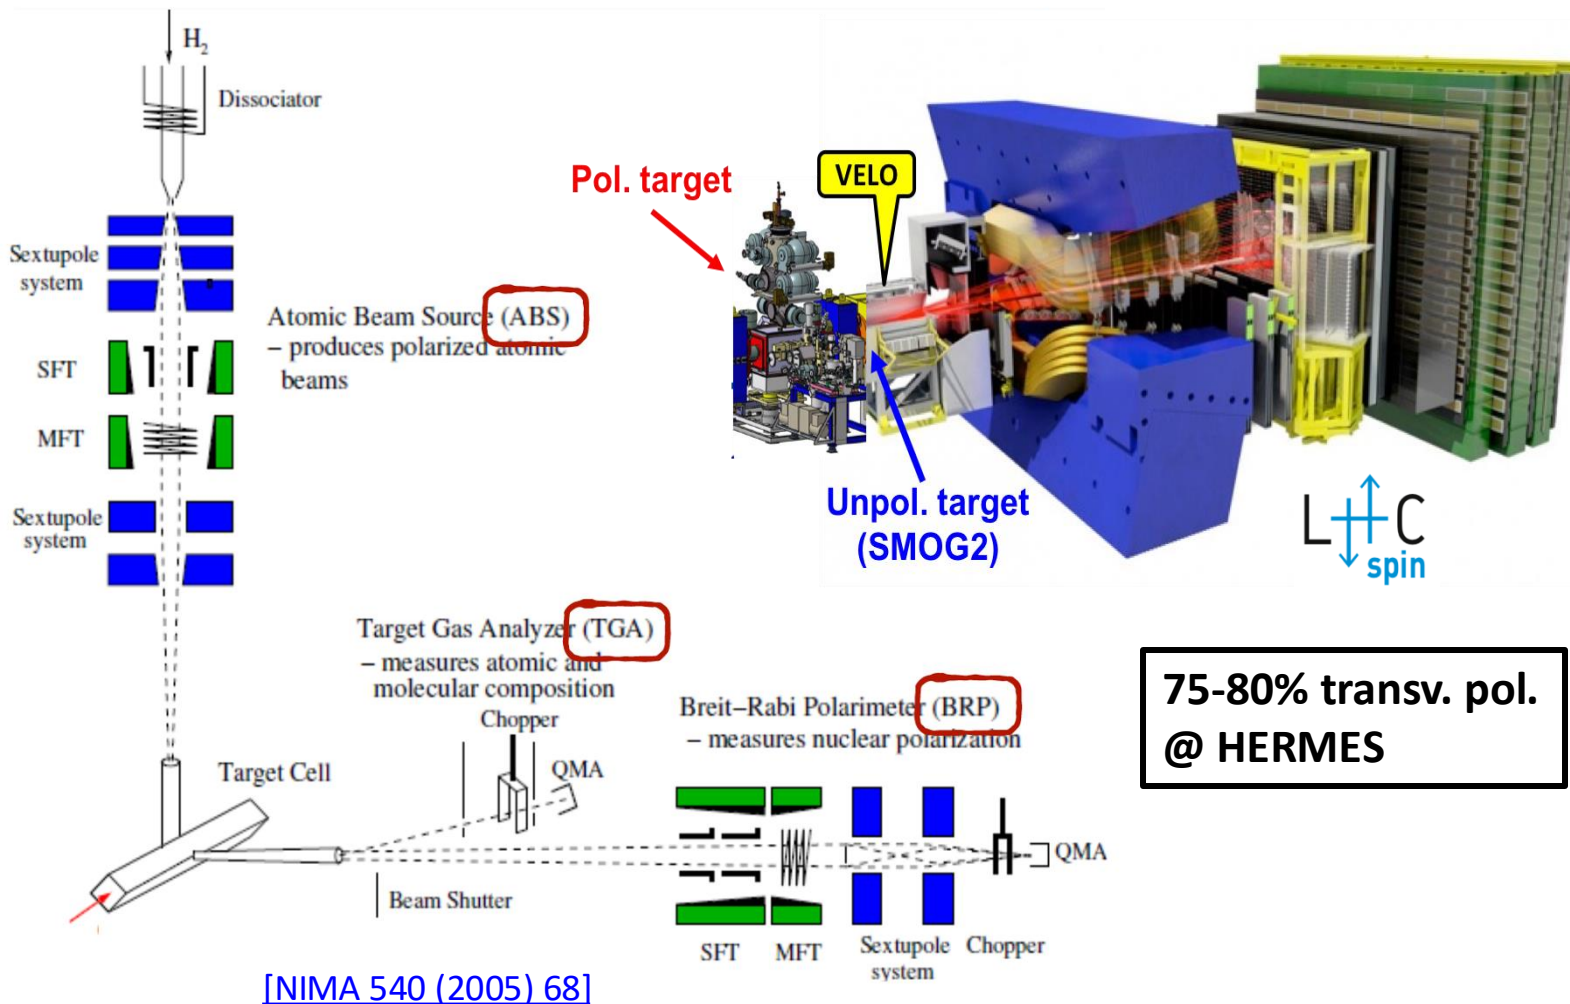 H2
Dissociator
Sextupole
system
Atomic Beam Source (ABS)
– produces polarized atomic
beams
SFT
MFT
Sextupole
system
Target Gas Analyzer (TGA)
– measures atomic and
molecular composition
Chopper
QMA
Target Cell
Beam Shutter
Breit–Rabi Polarimeter (BRP)
– measures nuclear polarization
QMA
SFT
MFT
Sextupole
system
Chopper
[NIMA 540 (2005) 68]
Pol. target
VELO
Unpol. target
(SMOG2)
LHC
spin
75-80% transv. pol.
@ HERMES